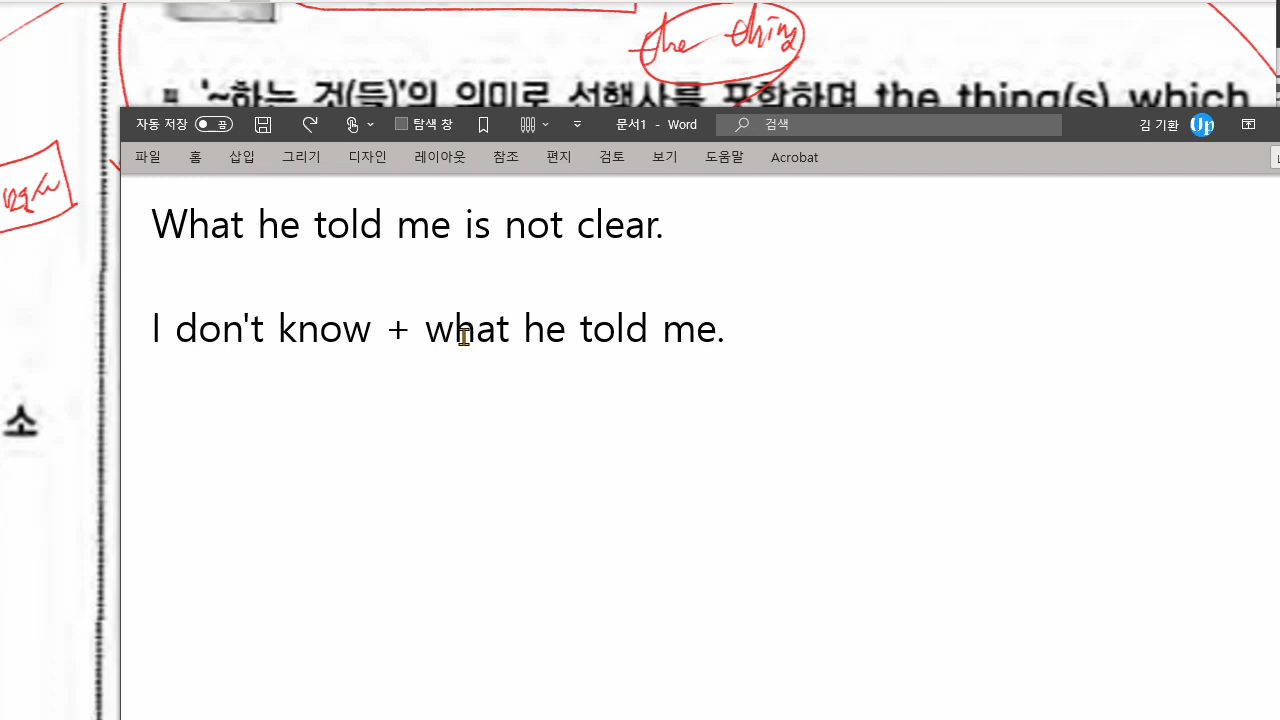 the thing
'~하는 것(들)'의 의미로 선행사를 포함하며 the thing(s) which
자동 저장 끔 탐색 창 문서1 - Word 검색 김 기환 Up
파일 홈 삽입 그리기 디자인 레이아웃 참조 편지 검토 보기 도움말 Acrobat
What he told me is not clear.
I don't know + what he told me.
소